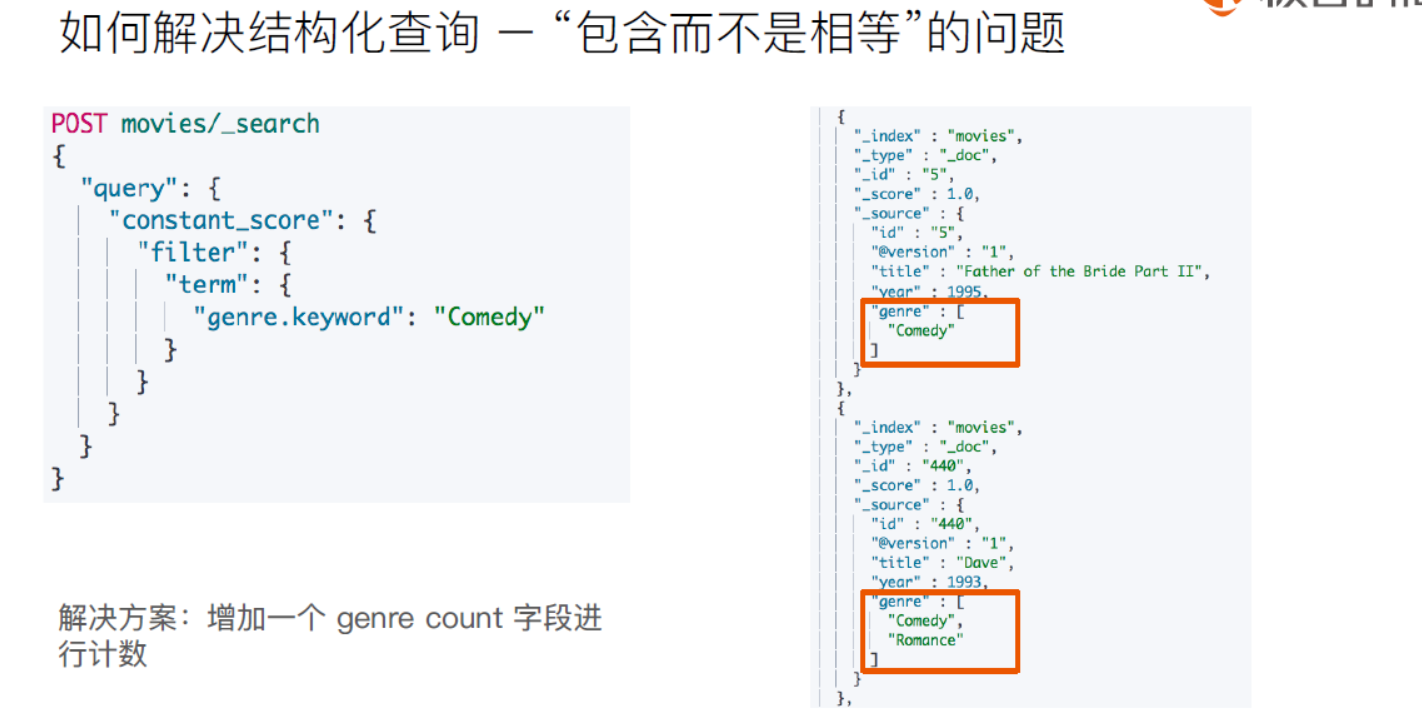 如何解决结构化查询 – “包含而不是相等”的问题
POST movies/_search
{
"query": {
"constant_score": {
"filter": {
"term": {
"genre.keyword": "Comedy"
}
}
}
}
}
解决方案：增加一个 genre count 字段进
行计数
{
"_index" : "movies",
"_type" : "_doc",
"_id" : "5",
"_score" : 1.0,
"_source" : {
"id" : "5",
"@version" : "1",
"title" : "Father of the Bride Part II",
"year" : 1995,
"genre" : [
"Comedy"
]
}
},
{
"_index" : "movies",
"_type" : "_doc",
"_id" : "440",
"_score" : 1.0,
"_source" : {
"id" : "440",
"@version" : "1",
"title" : "Dave",
"year" : 1993,
"genre" : [
"Comedy",
"Romance"
]
}
},